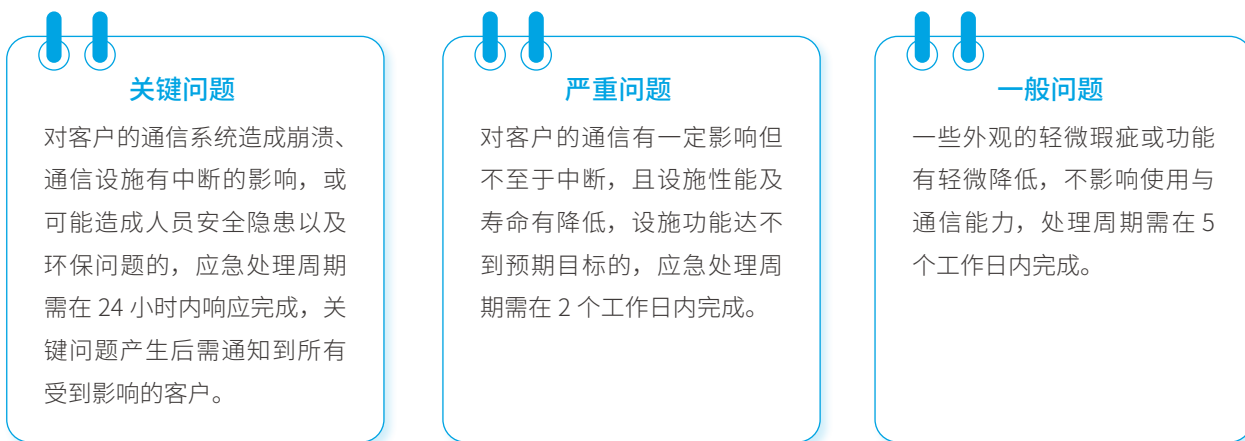 关键问题
对客户的通信系统造成崩溃、
通信设施有中断的影响，或
可能造成人员安全隐患以及
环保问题的，应急处理周期
需在 24 小时内响应完成，关
键问题产生后需通知到所有
受到影响的客户。
严重问题
对客户的通信有一定影响但
不至于中断，且设施性能及
寿命有降低，设施功能达不
到预期目标的，应急处理周
期需在 2 个工作日内完成。
一般问题
一些外观的轻微瑕疵或功能
有轻微降低，不影响使用与
通信能力，处理周期需在 5
个工作日内完成。